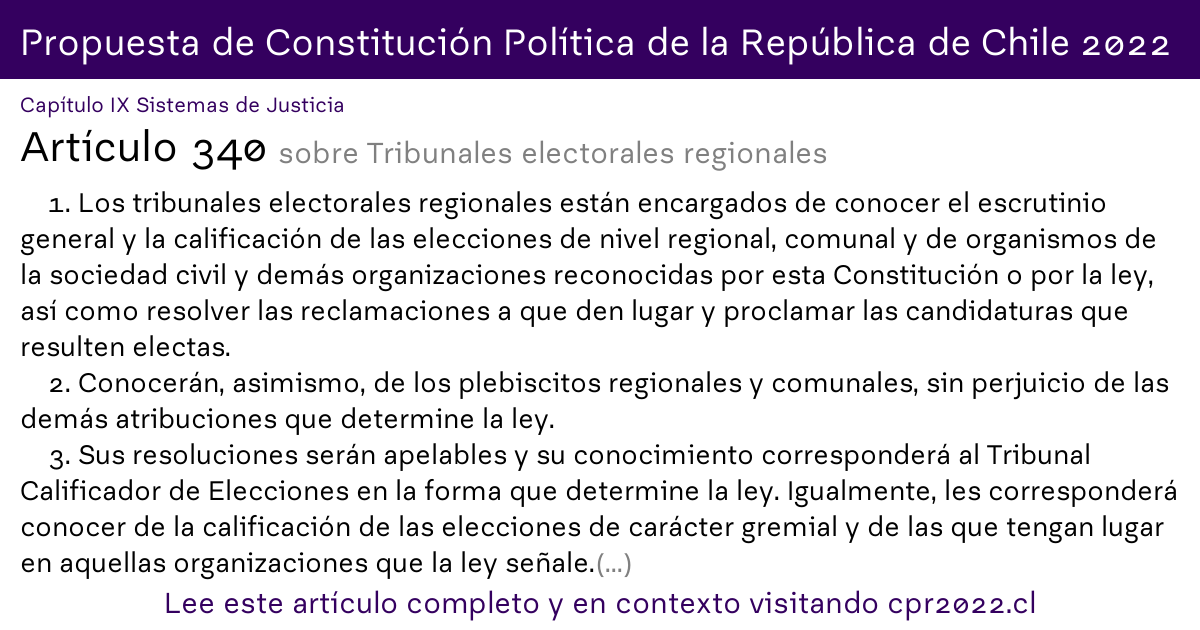 Propuesta de Constitución Política de la República de Chile 2022
Capítulo IX Sistemas de Justicia
Artículo 340 sobre Tribunales electorales regionales
1. Los tribunales electorales regionales están encargados de conocer el escrutinio
general y la calificación de las elecciones de nivel regional, comunal y de organismos de
la sociedad civil y demás organizaciones reconocidas por esta Constitución o por la ley,
así como resolver las reclamaciones a que den lugar y proclamar las candidaturas que
resulten electas.
2. Conocerán, asimismo, de los plebiscitos regionales y comunales, sin perjuicio de las
demás atribuciones que determine la ley.
3. Sus resoluciones serán apelables y su conocimiento corresponderá al Tribunal
Calificador de Elecciones en la forma que determine la ley. Igualmente, les corresponderá
conocer de la calificación de las elecciones de carácter gremial y de las que tengan lugar
en aquellas organizaciones que la ley señale.(...)
Lee este artículo completo y en contexto visitando cpr2022.cl